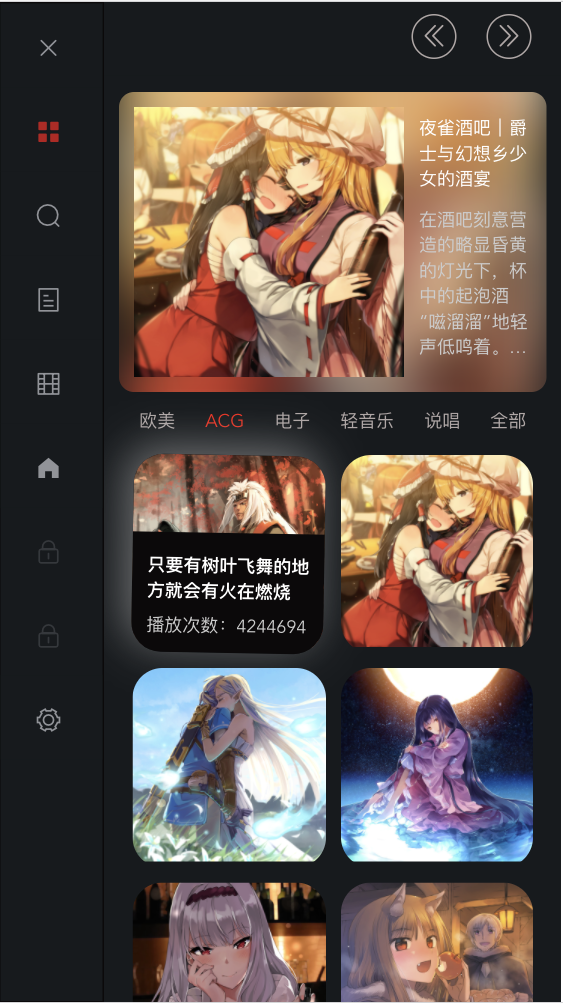 夜雀酒吧｜爵
士与幻想乡少
女的酒宴
在酒吧刻意营
造的略显昏黄
的灯光下，杯
中的起泡酒
“嗞溜溜”地轻
声低鸣着。...
欧美 ACG 电子 轻音乐 说唱 全部
只要有树叶飞舞的地
方就会有火在燃烧
播放次数：4244694